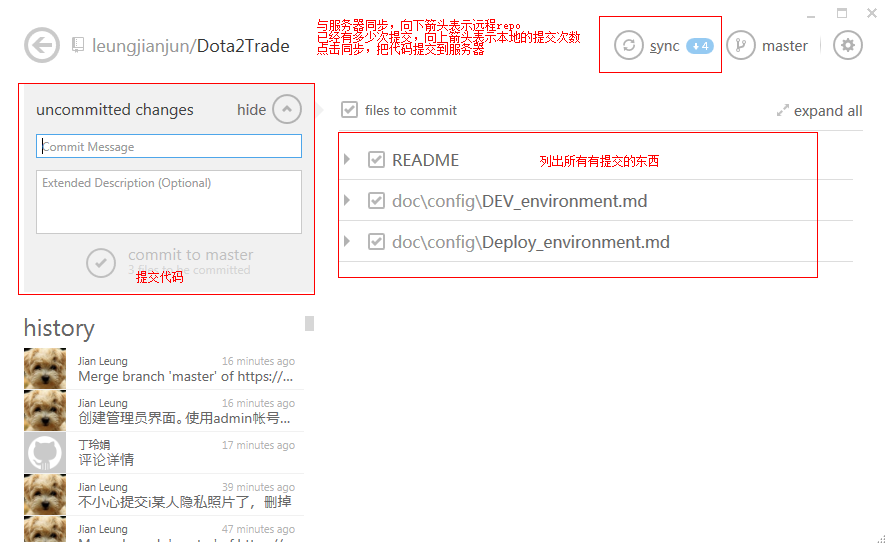 与服务器同步，向下箭头表示远程repo
已经有多少次提交，向上箭头表示本地的提交次数
点击同步，把代码提交到服务器
leungjianjun/Dota2Trade
sync 4
master
uncommitted changes
hide
files to commit
expand all
Commit Message
Extended Description (Optional)
commit to master
3 files to be committed
提交代码
README
列出所有有提交的东西
doc\config\DEV_environment.md
doc\config\Deploy_environment.md
history
Jian Leung 16 minutes ago
Merge branch 'master' of https://...
Jian Leung 16 minutes ago
创建管理员界面。使用admin帐号...
丁玲娟 17 minutes ago
评论详情
Jian Leung 39 minutes ago
不小心提交i某人隐私照片了，删掉
Jian Leung 47 minutes ago